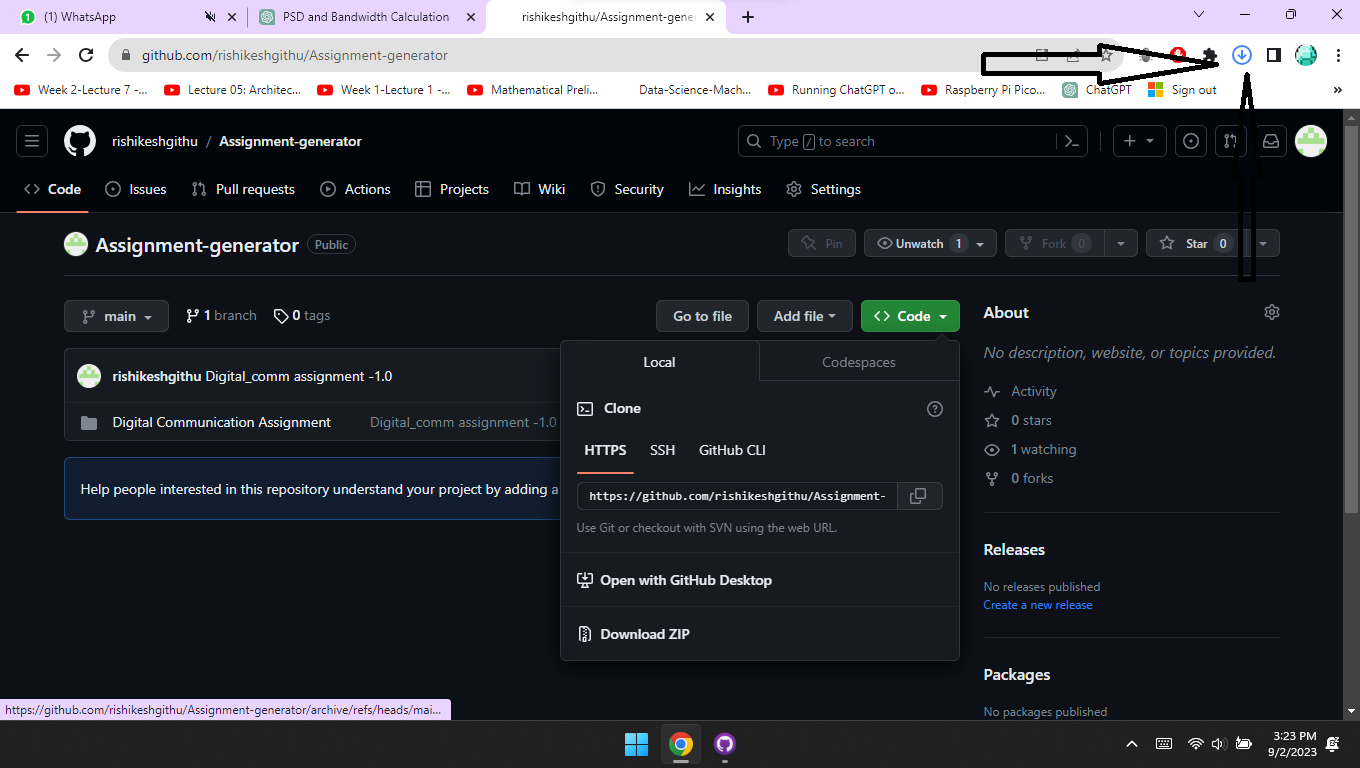 (1) WhatsApp
PSD and Bandwidth Calculation
rishikeshgithu/Assignment-gener
github.com/rishikeshgithu/Assignment-generator
Week 2-Lecture 7 -...
Lecture 05: Architec...
Week 1-Lecture 1 -...
Mathematical Preli...
Data-Science-Mach...
Running ChatGPT o...
Raspberry Pi Pico...
ChatGPT
Sign out
»
rishikeshgithu / Assignment-generator
Type / to search
Code
Issues
Pull requests
Actions
Projects
Wiki
Security
Insights
Settings
Assignment-generator
Public
Pin
Unwatch 1
Fork 0
Star 0
main
1 branch
0 tags
Go to file
Add file
<> Code
About
No description, website, or topics provided.
Activity
0 stars
1 watching
0 forks
Releases
No releases published
Create a new release
Packages
No packages published
rishikeshgithu Digital_comm assignment -1.0
Digital Communication Assignment
Digital_comm assignment -1.0
Help people interested in this repository understand your project by adding a
Local
Codespaces
Clone
HTTPS
SSH
GitHub CLI
https://github.com/rishikeshgithu/Assignment-
Use Git or checkout with SVN using the web URL.
Open with GitHub Desktop
Download ZIP
https://github.com/rishikeshgithu/Assignment-generator/archive/refs/heads/mai...
3:23 PM
9/2/2023